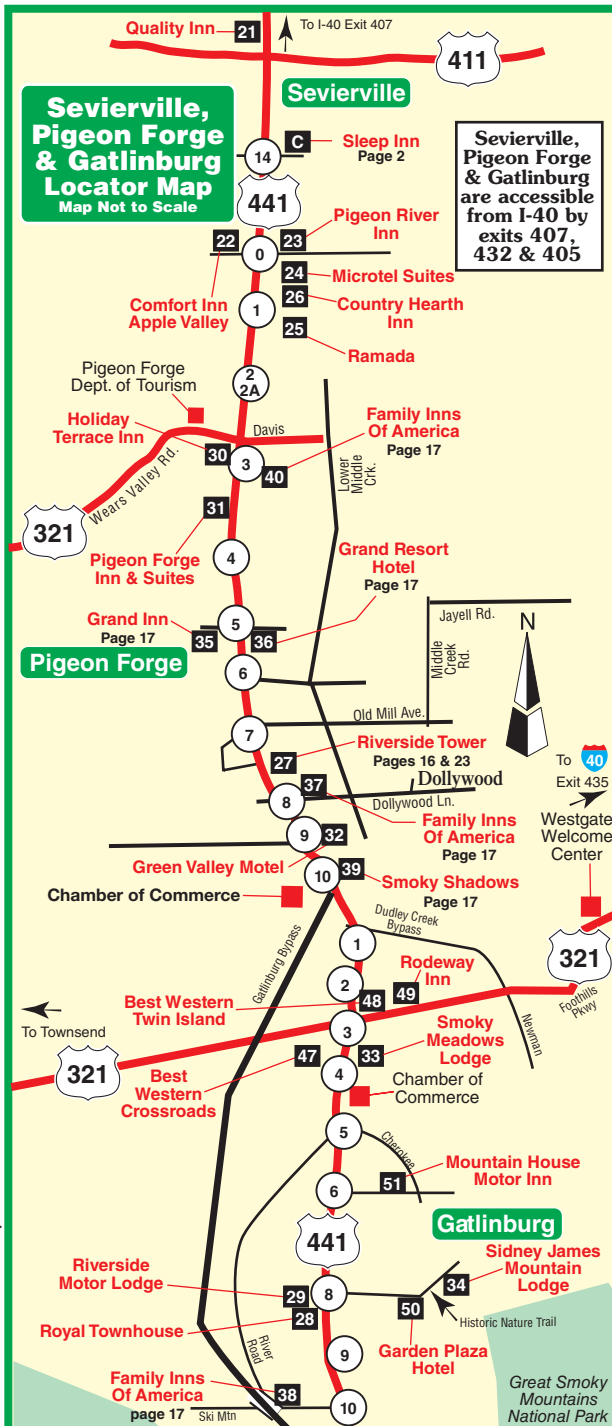 Quality Inn
21
To I-40 Exit 407
411
Sevierville
Sevierville,
Pigeon Forge
& Gatlinburg
Locator Map
Map Not to Scale
C
Sleep Inn
Page 2
14
Sevierville,
Pigeon Forge
& Gatlinburg
are accessible
from I-40 by
exits 407,
432 & 405
441
22
23
Pigeon River
Inn
0
24
Microtel Suites
Comfort Inn
Apple Valley
26
Country Hearth
Inn
1
25
Ramada
2
2A
Pigeon Forge
Dept. of Tourism
Holiday
Terrace Inn
Davis
Family Inns
Of America
Page 17
30
3
40
Lower
Middle
Crk.
Wears Valley Rd.
321
31
Pigeon Forge
Inn & Suites
4
Grand Resort
Hotel
Page 17
Grand Inn
Page 17
35
5
36
Jayell Rd.
N
Pigeon Forge
6
Middle
Creek
Rd.
Old Mill Ave.
7
27
Riverside Tower
Pages 16 & 23
To 40
Exit 435
37
Dollywood
8
Dollywood Ln.
Family Inns
Of America
Page 17
Westgate
Welcome
Center
9
32
Green Valley Motel
10
39
Smoky Shadows
Page 17
Chamber of Commerce
Gatlinburg Bypass
Dudley Creek
Bypass
1
321
Foothills
Pkwy
2
Rodeway
Inn
49
Best Western
Twin Island
48
Newman
To Townsend
3
321
47
33
Smoky
Meadows
Lodge
Best
Western
Crossroads
4
Chamber of
Commerce
5
Cherokee
Mountain House
Motor Inn
51
6
441
Gatlinburg
Riverside
Motor Lodge
29
8
Sidney James
Mountain
Lodge
34
Royal Townhouse
28
50
Historic Nature Trail
Garden Plaza
Hotel
River
Road
9
Family Inns
Of America
page 17
38
Ski Mtn
10
Great Smoky
Mountains
National Park